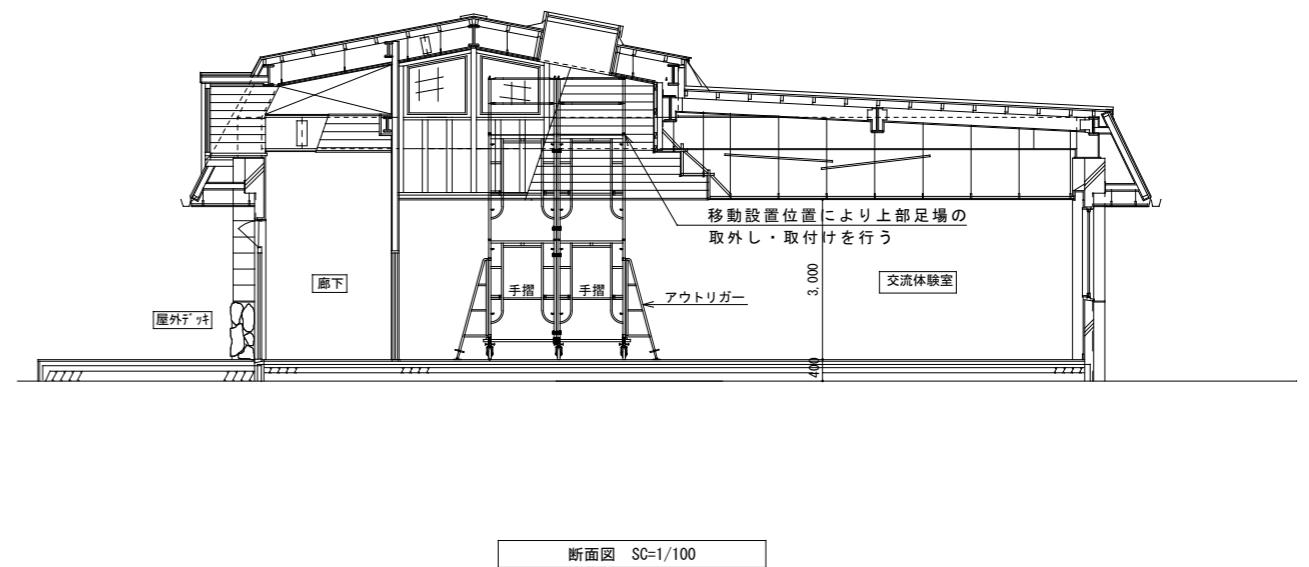 移動設置位置により上部足場の
取外し・取付けを行う
廊下
手摺
手摺
アウトリガー
3,000
交流体験室
屋外ﾃﾞｯｷ
400
断面図 SC=1/100